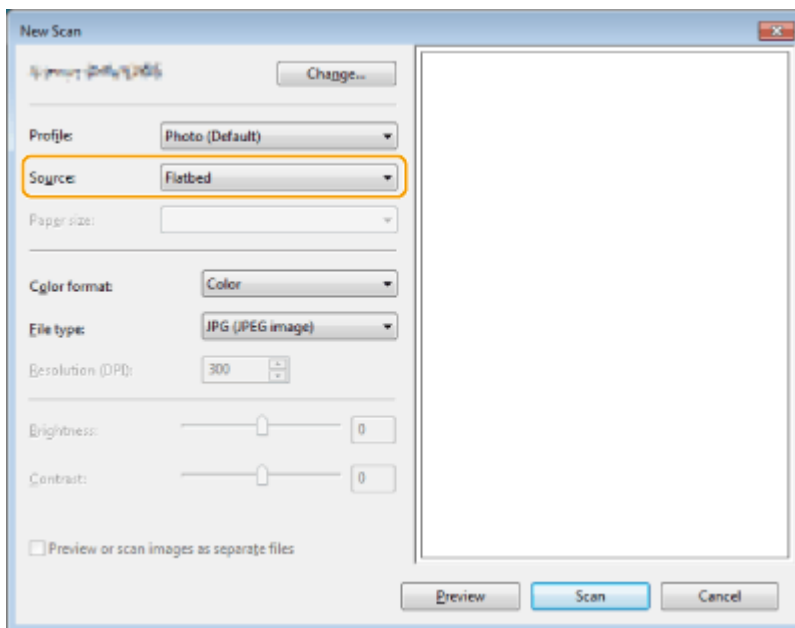 New Scan
Change...
Profile: Photo (Default)
Source: Flatbed
Paper size:
Color format: Color
File type: JPG (JPEG image)
Resolution (DPI): 300
Brightness: 0
Contrast: 0
Preview or scan images as separate files
Preview Scan Cancel